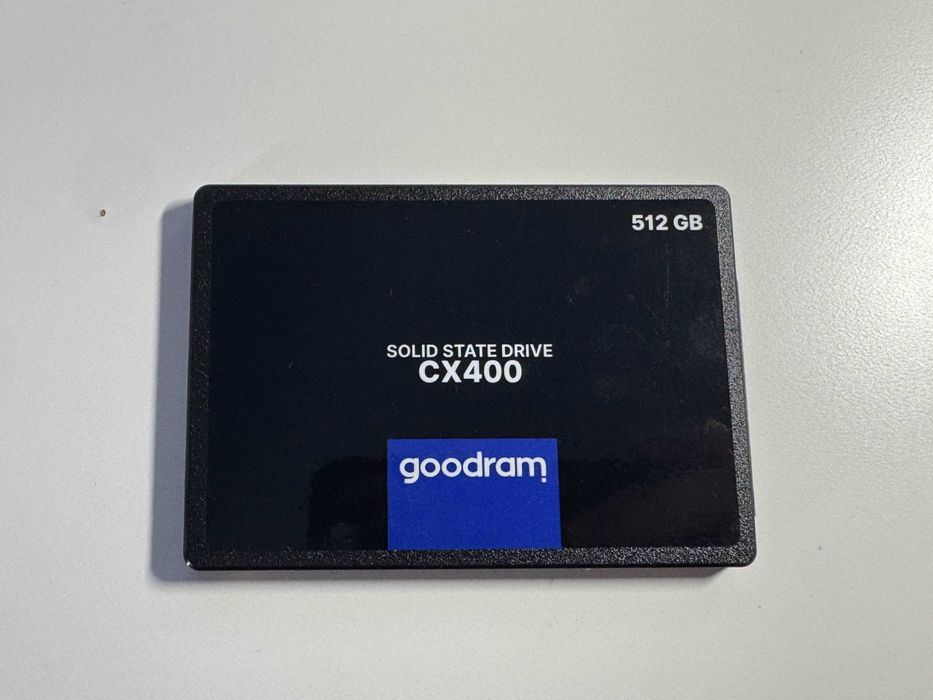 512 GB
SOLID STATE DRIVE
CX400
goodram